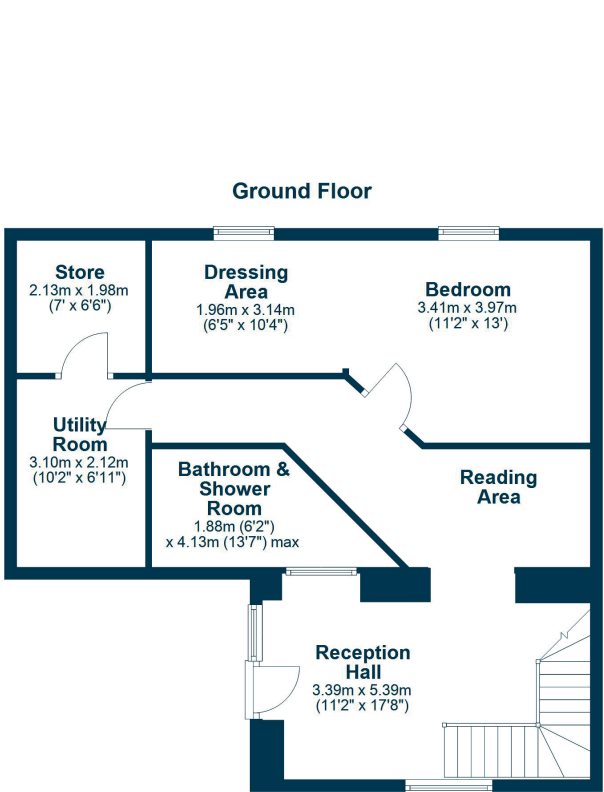 Ground Floor
Store
2.13m x 1.98m
(7' x 6'6")
Dressing
Area
1.96m x 3.14m
(6'5" x 10'4")
Bedroom
3.41m x 3.97m
(11'2" x 13')
Utility
Room
3.10m x 2.12m
(10'2" x 6'11")
Bathroom &
Shower
Room
1.88m (6'2")
x 4.13m (13'7") max
Reading
Area
Reception
Hall
3.39m x 5.39m
(11'2" x 17'8")